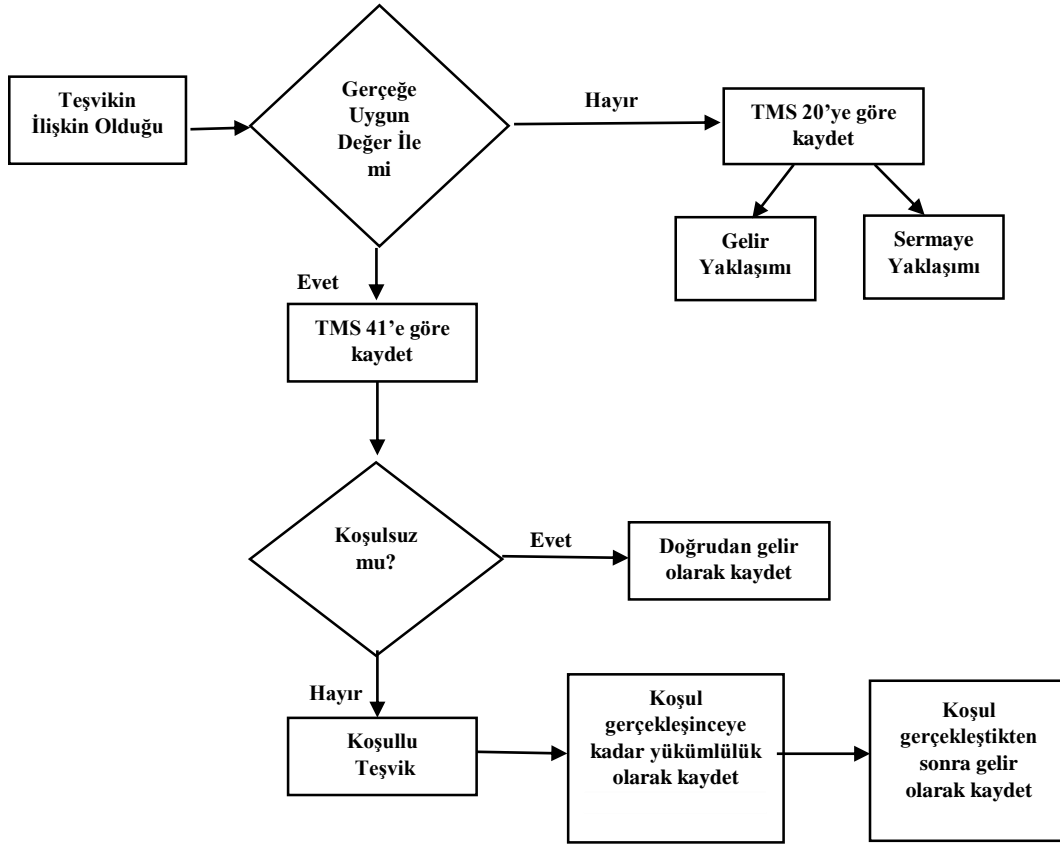 Teşvikin
İlişkin Olduğu
Gerçeğe
Uygun
Değer İle
mi
Hayır
TMS 20’ye göre
kaydet
Gelir
Yaklaşımı
Sermaye
Yaklaşımı
Evet
TMS 41’e göre
kaydet
Koşulsuz
mu?
Evet
Doğrudan gelir
olarak kaydet
Hayır
Koşullu
Teşvik
Koşul
gerçekleşinceye
kadar yükümlülük
olarak kaydet
Koşul
gerçekleştikten
sonra gelir
olarak kaydet